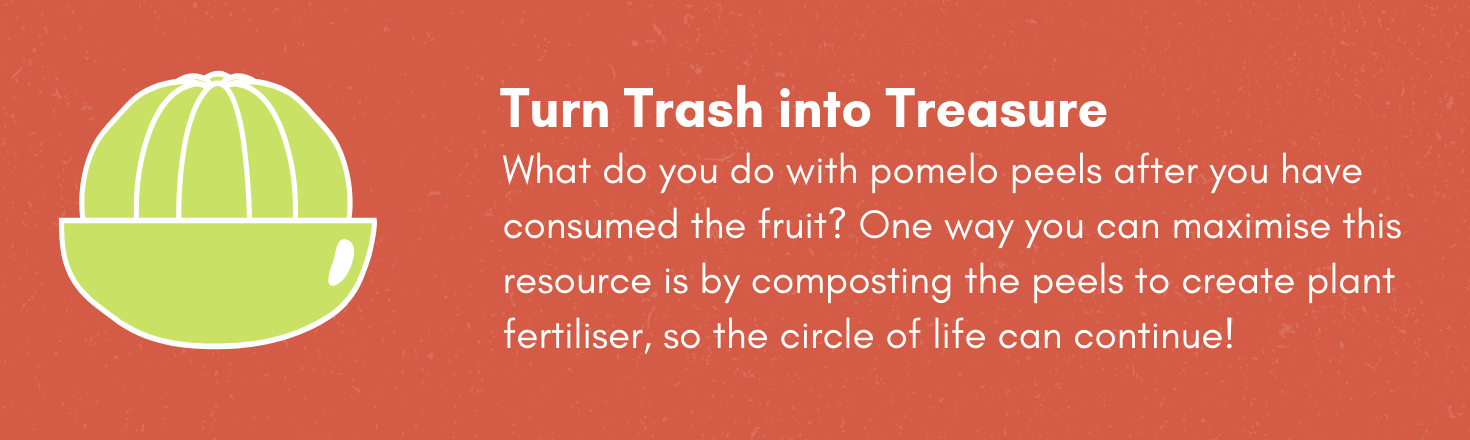 Turn Trash into Treasure
What do you do with pomelo peels after you have
consumed the fruit? One way you can maximise this
resource is by composting the peels to create plant
fertiliser, so the circle of life can continue!